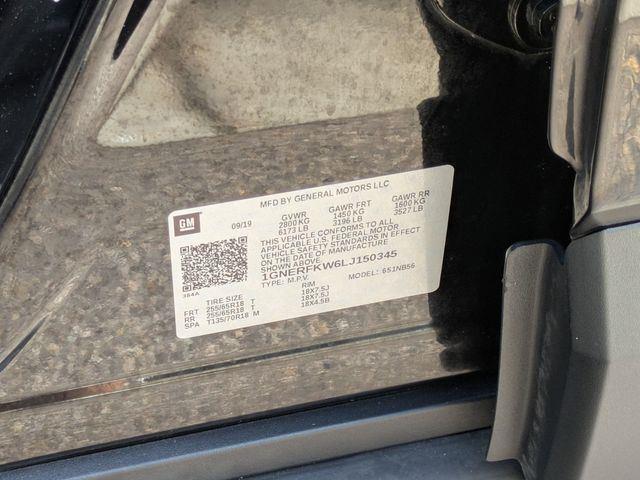 MFD BY GENERAL MOTORS LLC
GM
09/19 GVWR GAWR FRT GAWR RR
2800 KG 1450 KG 1600 KG
6173 LB 3196 LB 3527 LB
THIS VEHICLE CONFORMS TO ALL
APPLICABLE U.S. FEDERAL MOTOR
VEHICLE SAFETY STANDARDS IN EFFECT
ON THE DATE OF MANUFACTURE
SHOWN ABOVE.
1GNERFKW6LJ150345
TYPE: M.P.V. MODEL: 651NB56
384A
TIRE SIZE RIM
FRT 255/65R18 T 18X7.5J
RR 255/65R18 T 18X7.5J
SPA T135/70R18 M 18X4.5B